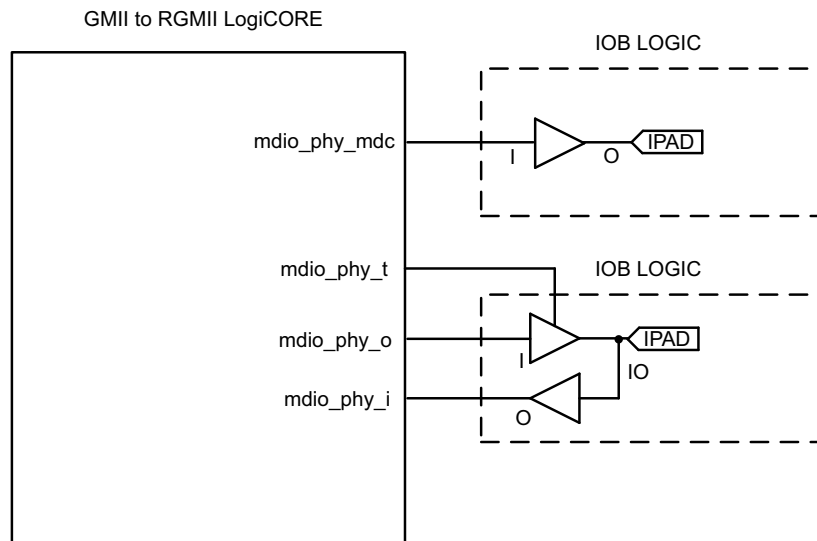 GMII to RGMII LogiCORE
IOB LOGIC
mdio_phy_mdc
I
O
IPAD
mdio_phy_t
IOB LOGIC
mdio_phy_o
I
IPAD
IO
mdio_phy_i
O